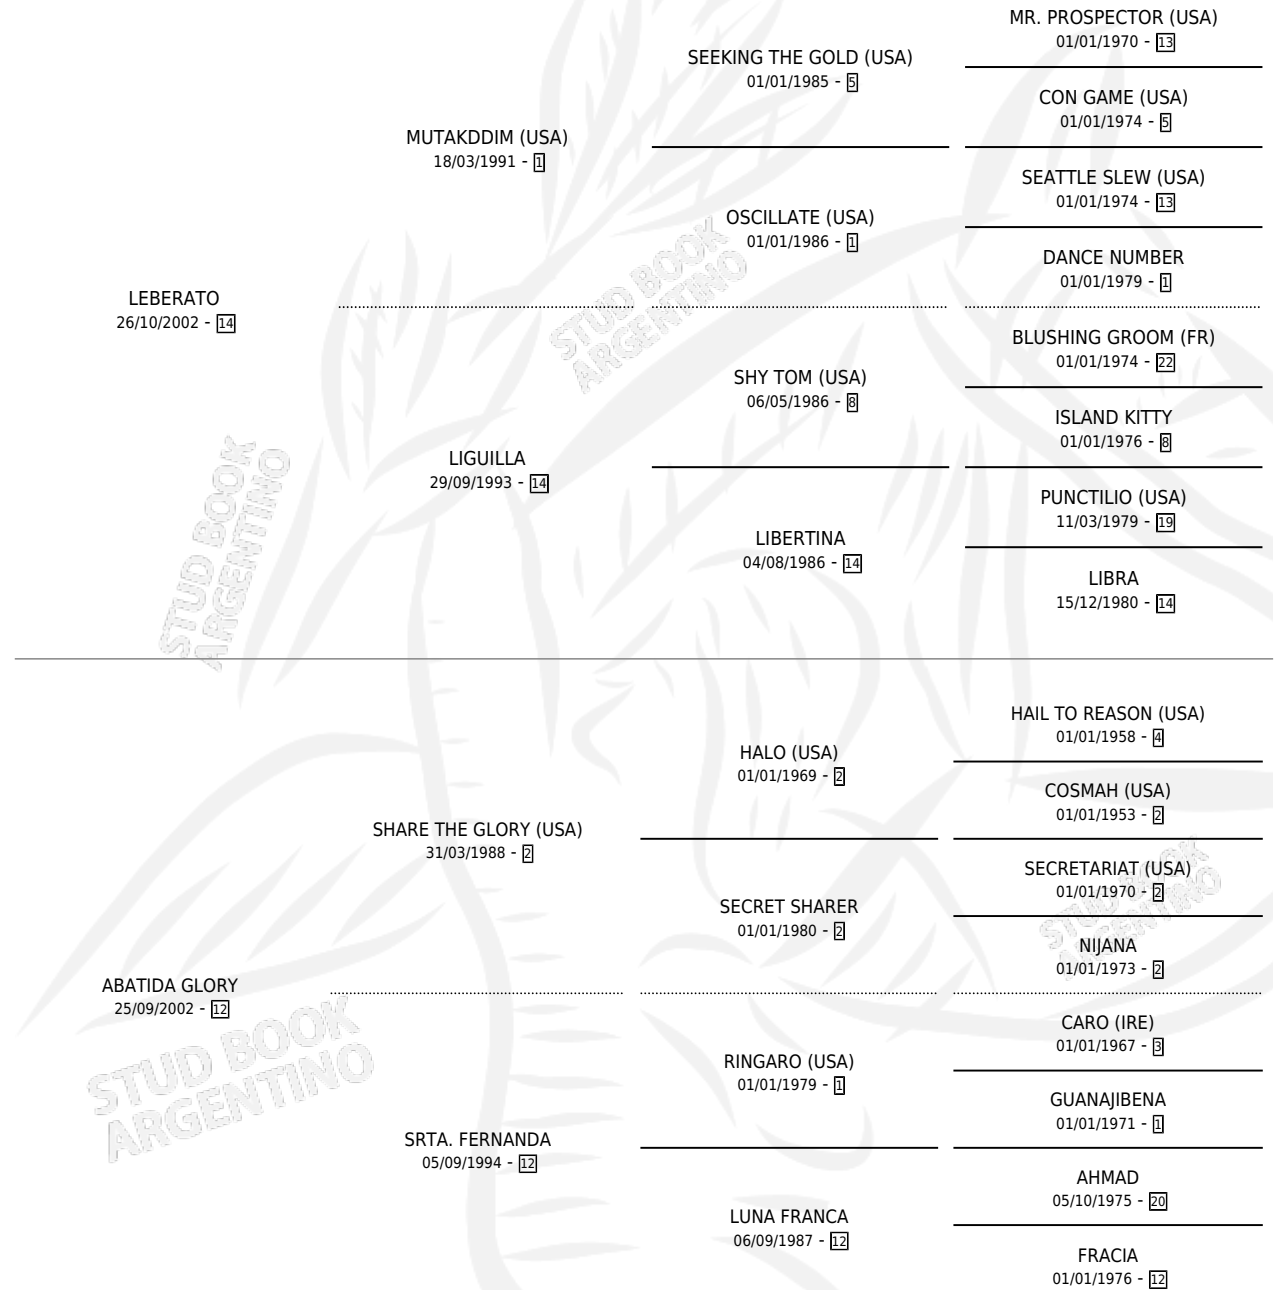 MR. PROSPECTOR (USA)
01/01/1970 - 13
SEEKING THE GOLD (USA)
01/01/1985 - 5
CON GAME (USA)
01/01/1974 - 5
MUTAKDDIM (USA)
18/03/1991 - 1
SEATTLE SLEW (USA)
01/01/1974 - 13
OSCILLATE (USA)
01/01/1986 - 1
DANCE NUMBER
01/01/1979 - 1
LEBERATO
26/10/2002 - 14
BLUSHING GROOM (FR)
01/01/1974 - 22
SHY TOM (USA)
06/05/1986 - 8
ISLAND KITTY
01/01/1976 - 8
LIGUILLA
29/09/1993 - 14
PUNCTILIO (USA)
11/03/1979 - 19
LIBERTINA
04/08/1986 - 14
LIBRA
15/12/1980 - 14
STUD BOOK
ARGENTINO
STUD BOOK
ARGENTINO
HAIL TO REASON (USA)
01/01/1958 - 4
HALO (USA)
01/01/1969 - 2
COSMAH (USA)
01/01/1953 - 2
SHARE THE GLORY (USA)
31/03/1988 - 2
SECRETARIAT (USA)
01/01/1970 - 2
SECRET SHARER
01/01/1980 - 2
NIJANA
01/01/1973 - 2
ABATIDA GLORY
25/09/2002 - 12
CARO (IRE)
01/01/1967 - 3
RINGARO (USA)
01/01/1979 - 1
GUANAJIBENA
01/01/1971 - 1
SRTA. FERNANDA
05/09/1994 - 12
AHMAD
05/10/1975 - 20
LUNA FRANCA
06/09/1987 - 12
FRACIA
01/01/1976 - 12
STUD BOOK
ARGENTINO
STUD BOOK
ARGENTINO